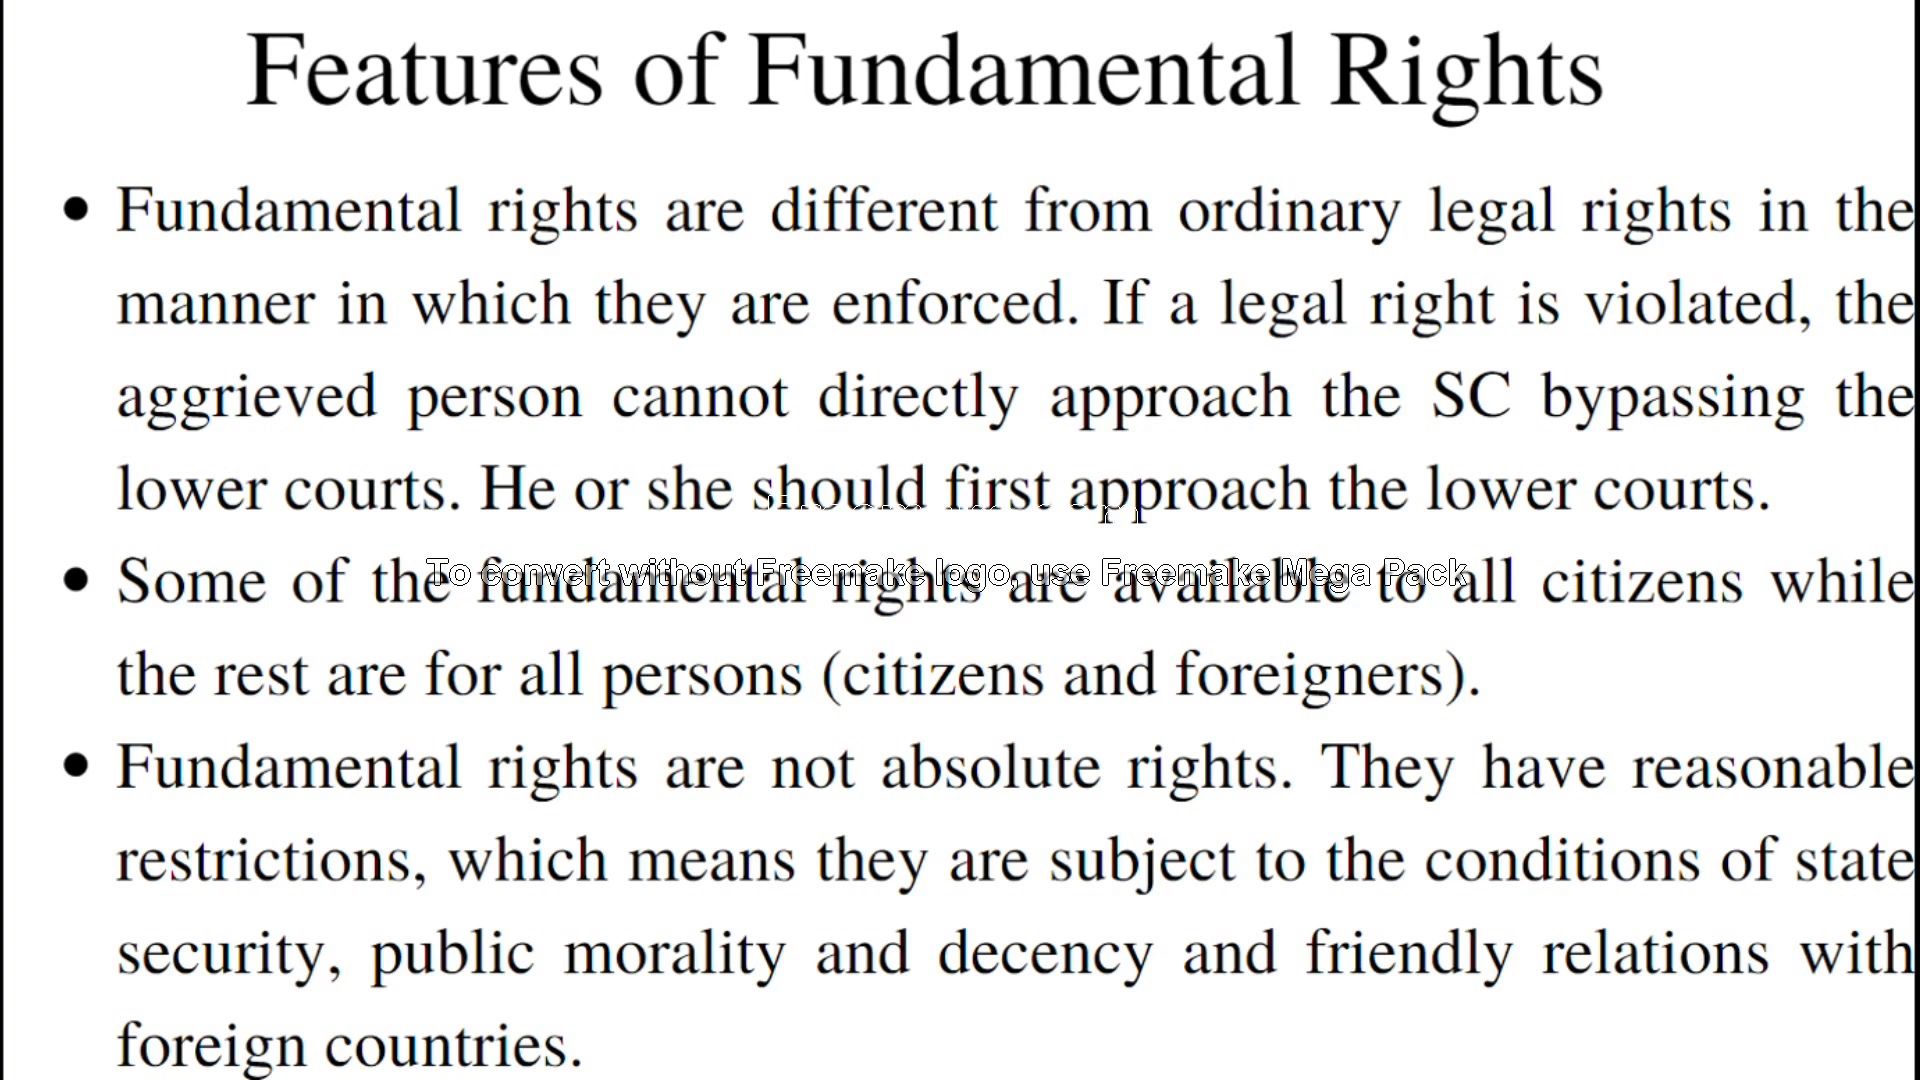 Features of Fundamental Rights
• Fundamental rights are different from ordinary legal rights in the
manner in which they are enforced. If a legal right is violated, the
aggrieved person cannot directly approach the SC bypassing the
lower courts. He or she should first approach the lower courts.
To convert without Freemake logo, use Freemake Mega Pack
• Some of the fundamental rights are available to all citizens while
the rest are for all persons (citizens and foreigners).
• Fundamental rights are not absolute rights. They have reasonable
restrictions, which means they are subject to the conditions of state
security, public morality and decency and friendly relations with
foreign countries.